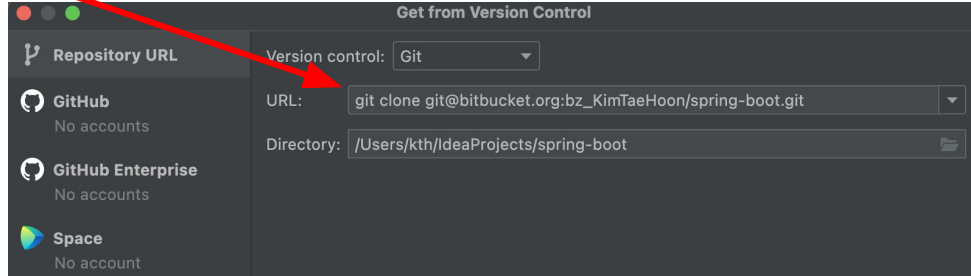 Get from Version Control
Repository URL
Version control: Git
GitHub
No accounts
URL: git clone git@bitbucket.org:bz_KimTaeHoon/spring-boot.git
Directory: /Users/kth/IdeaProjects/spring-boot
GitHub Enterprise
No accounts
Space
No account